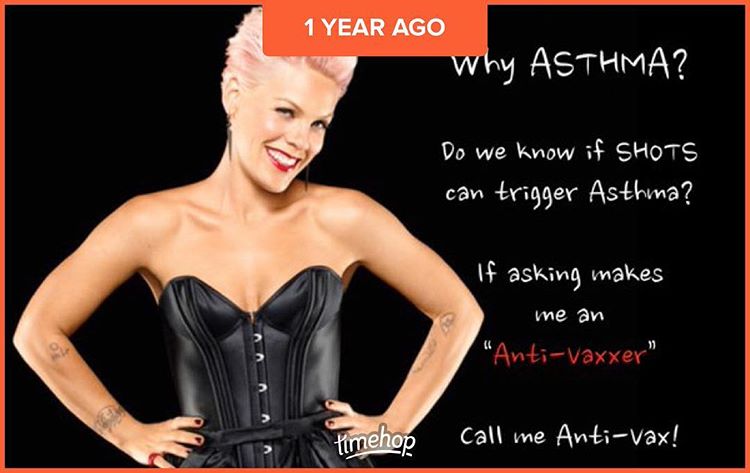 1 YEAR AGO
Why ASTHMA?
Do we know if SHOTS
can trigger Asthma?
If asking makes
me an
"Anti-vaxxer"
Call me Anti-vax!
timehop